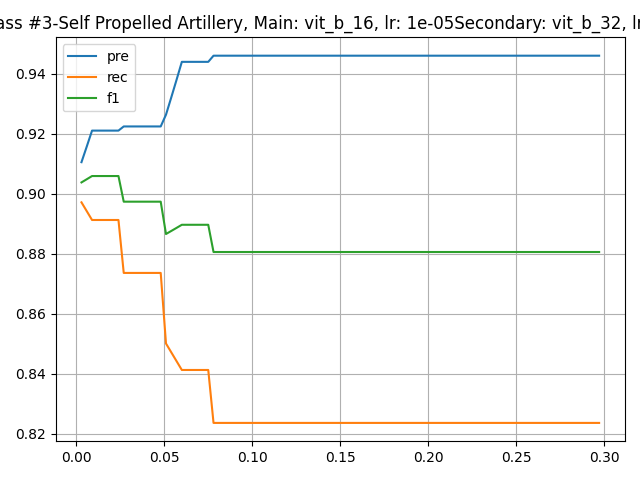 ass #3-Self Propelled Artillery, Main: vit_b_16, lr: 1e-05Secondary: vit_b_32, lr
pre
rec
f1
0.94
0.92
0.90
0.88
0.86
0.84
0.82
0.00 0.05 0.10 0.15 0.20 0.25 0.30